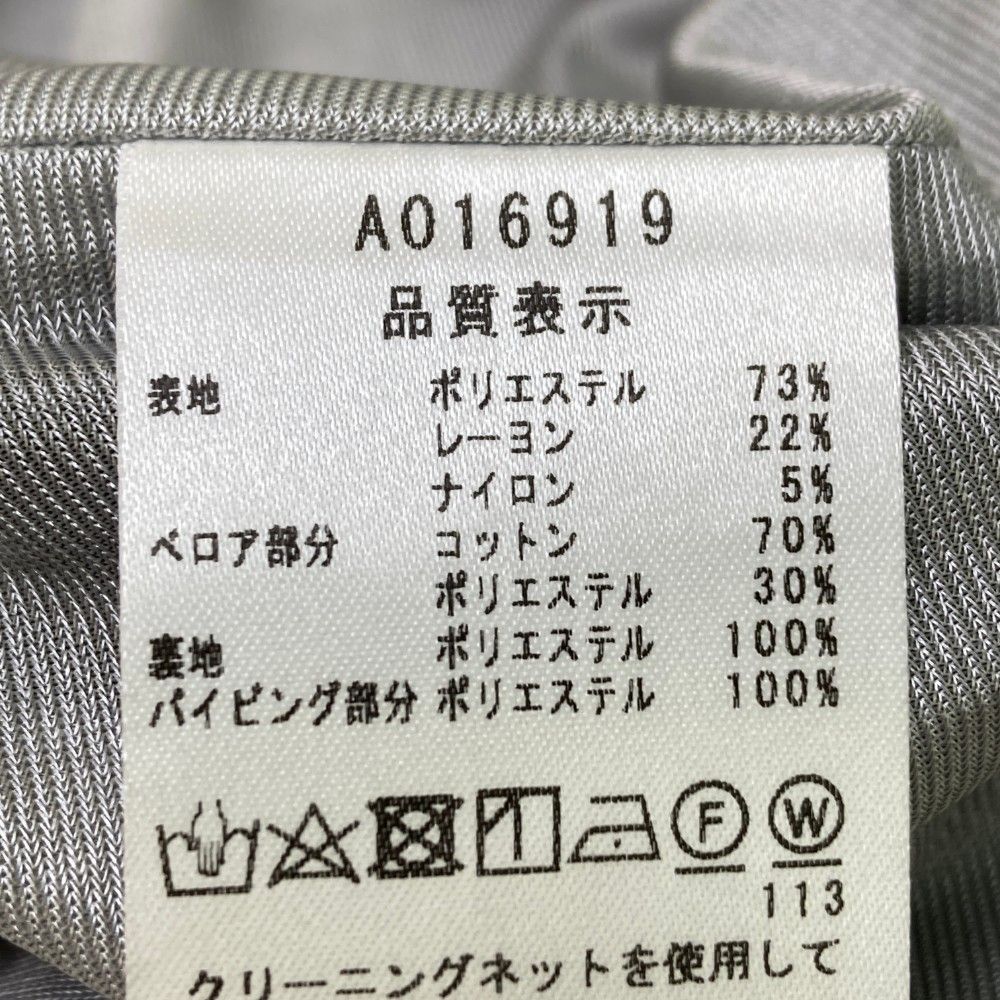 A016919
品質表示
表地 ポリエステル 73%
レーヨン 22%
ナイロン 5%
ベロア部分 コットン 70%
ポリエステル 30%
裏地 ポリエステル 100%
パイピング部分 ポリエステル 100%
F W
113
クリーニングネットを使用して